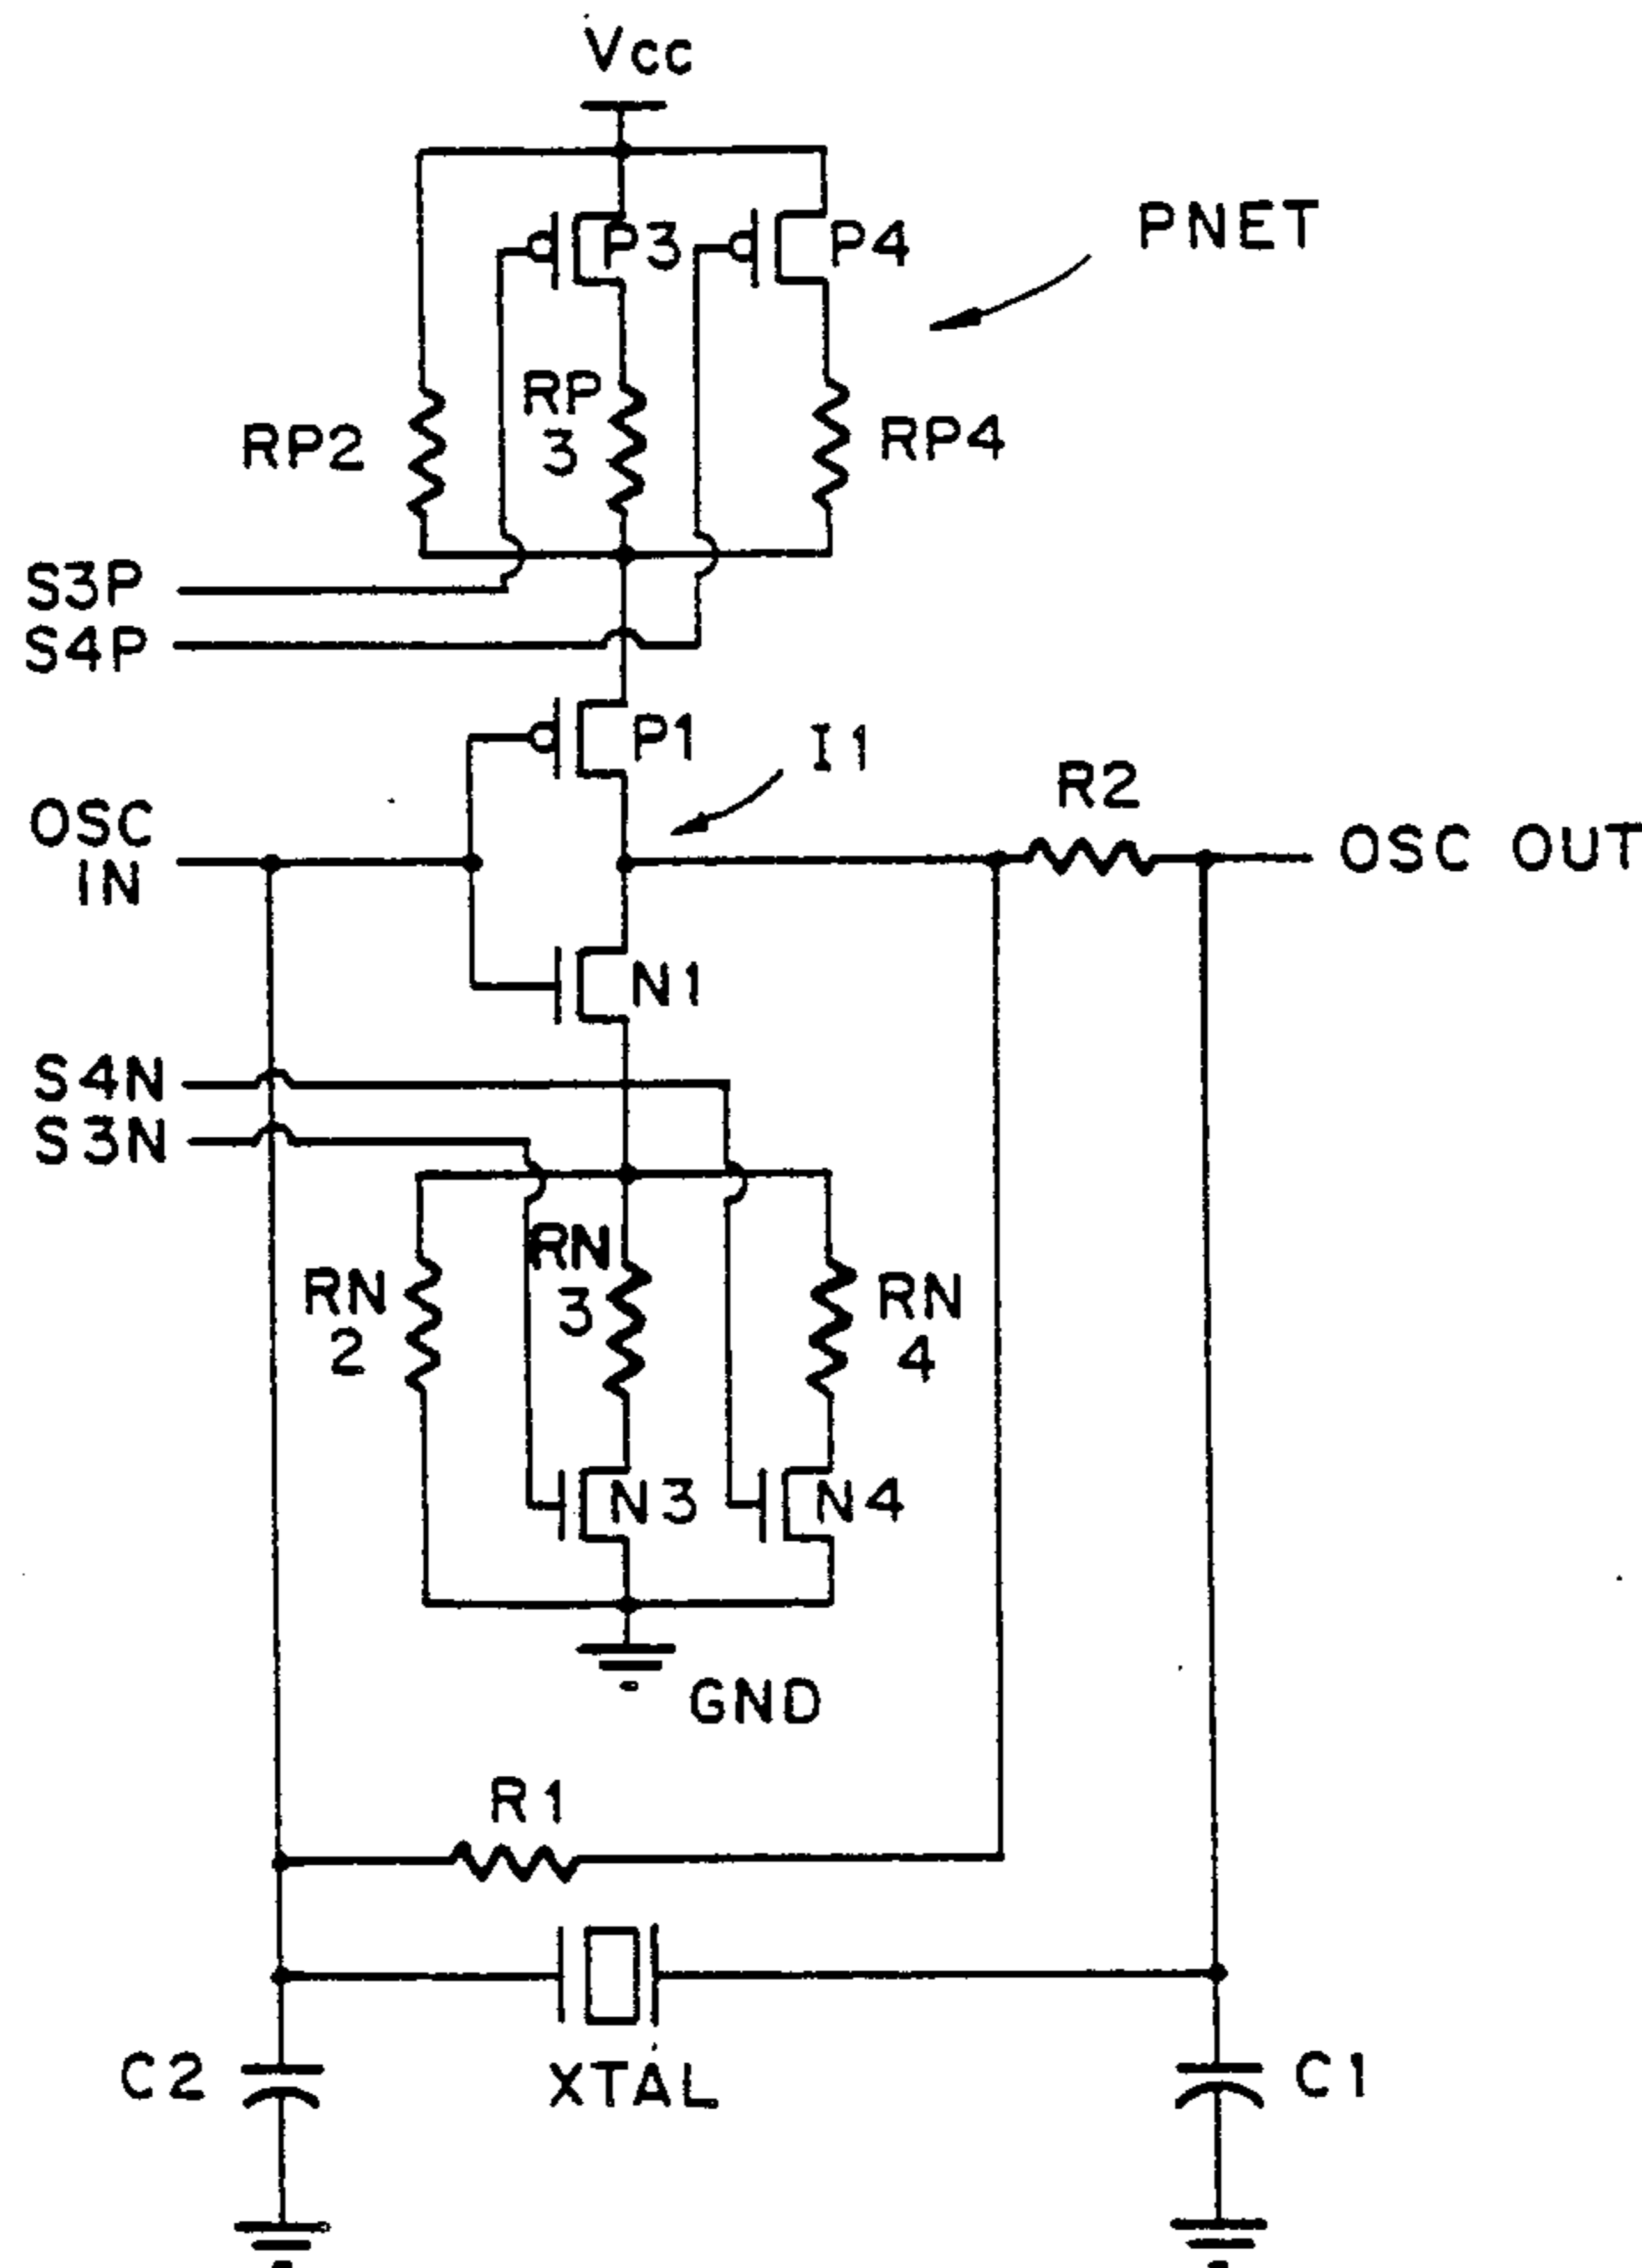 Vcc
P3
P4
PNET
RP
3
RP2
RP4
S3P
S4P
P1
I1
R2
OSC
IN
OSC OUT
N1
S4N
S3N
RN
3
RN
2
RN
4
N3
N4
GND
R1
C2
XTAL
C1